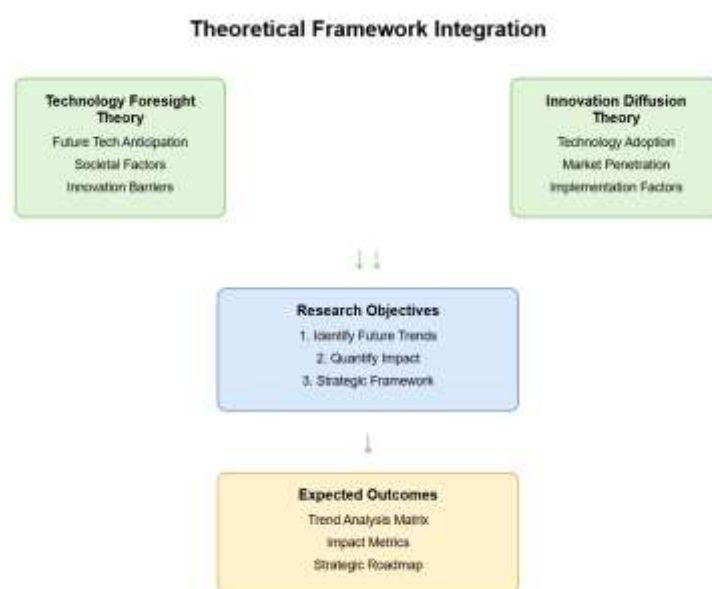 Theoretical Framework Integration
Technology Foresight
Theory
Future Tech Anticipation
Societal Factors
Innovation Barriers
Innovation Diffusion
Theory
Technology Adoption
Market Penetration
Implementation Factors
Research Objectives
1. Identify Future Trends
2. Quantify Impact
3. Strategic Framework
Expected Outcomes
Trend Analysis Matrix
Impact Metrics
Strategic Roadmap